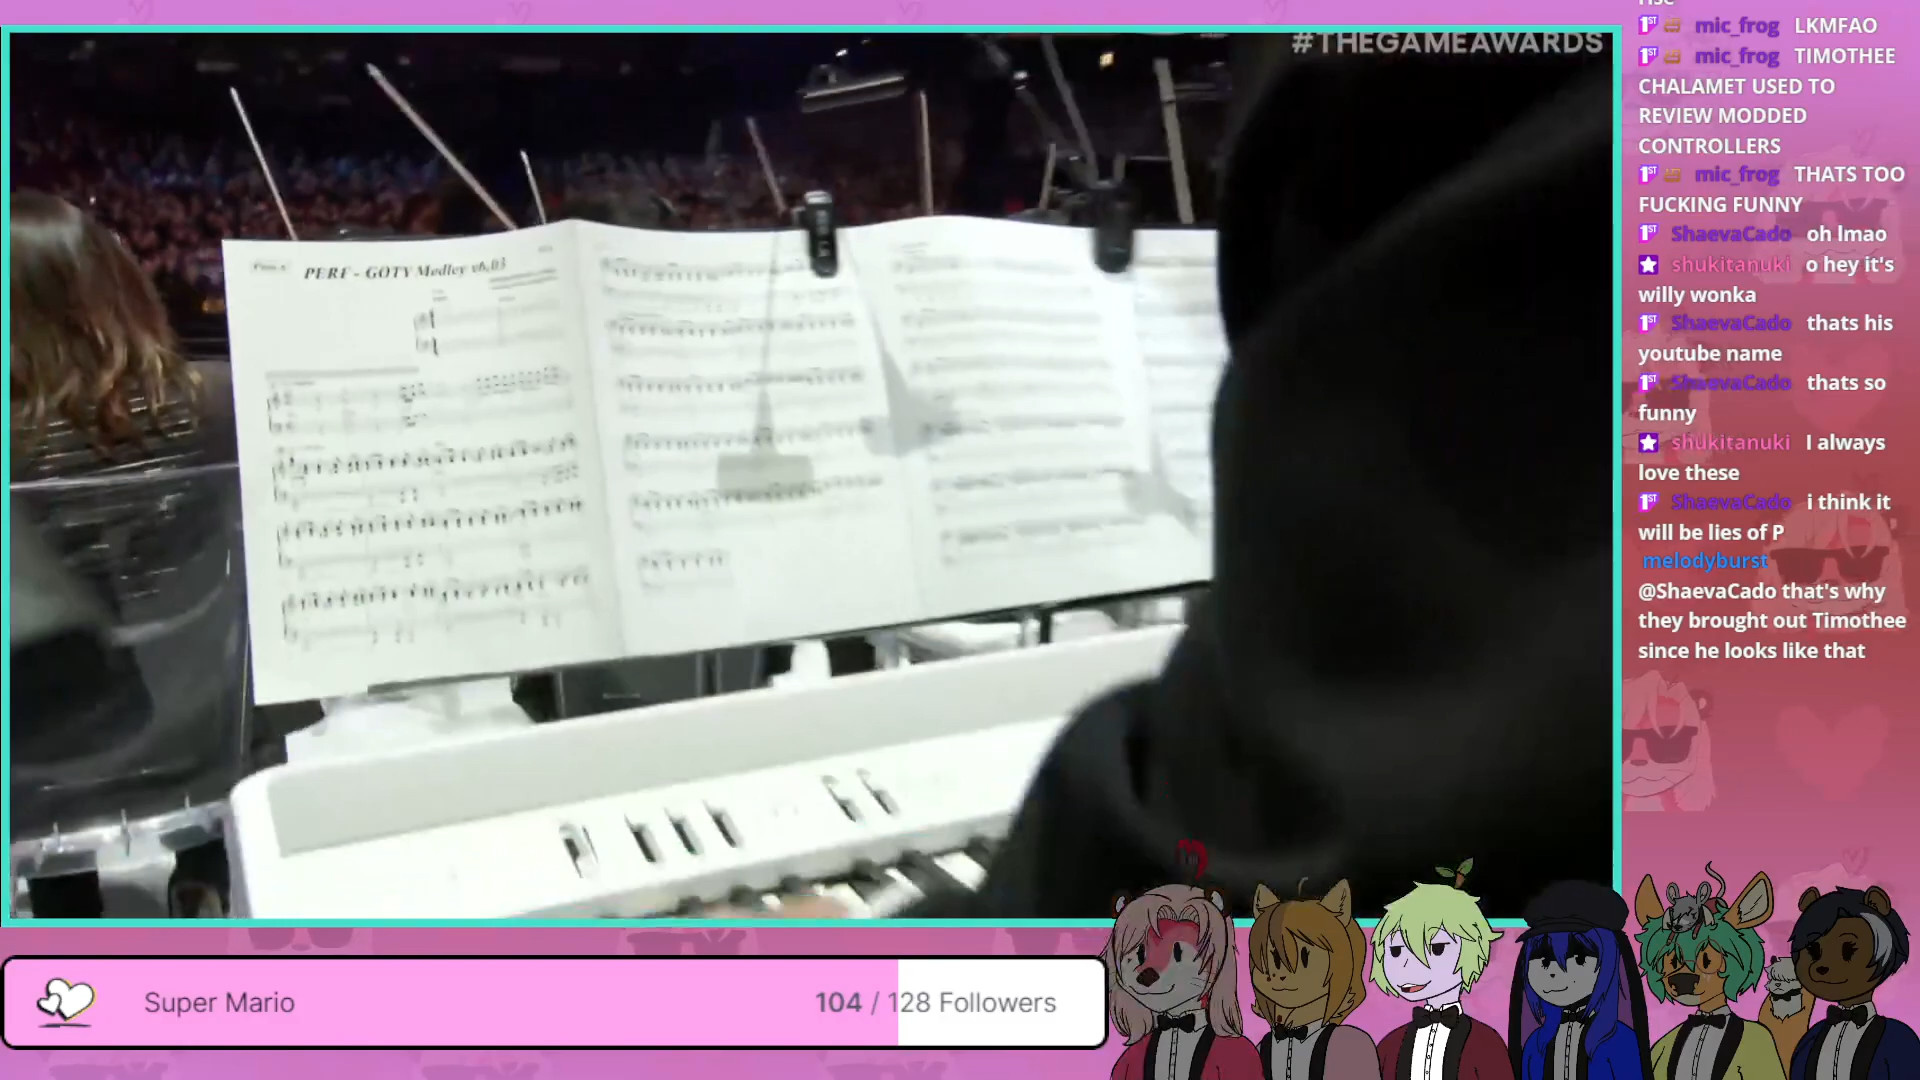 #THEGAMEAWARDS
PERF - GOTY Medley v6.03
mic_frog LKMFAO
mic_frog TIMOTHEE
CHALAMET USED TO
REVIEW MODDED
CONTROLLERS
mic_frog THATS TOO
FUCKING FUNNY
ShaevaCado oh lmao
shukitanuki o hey it's
willy wonka
ShaevaCado thats his
youtube name
ShaevaCado thats so
funny
shukitanuki I always
love these
ShaevaCado i think it
will be lies of P
melodyburst
@ShaevaCado that's why
they brought out Timothee
since he looks like that
Super Mario
104 / 128 Followers